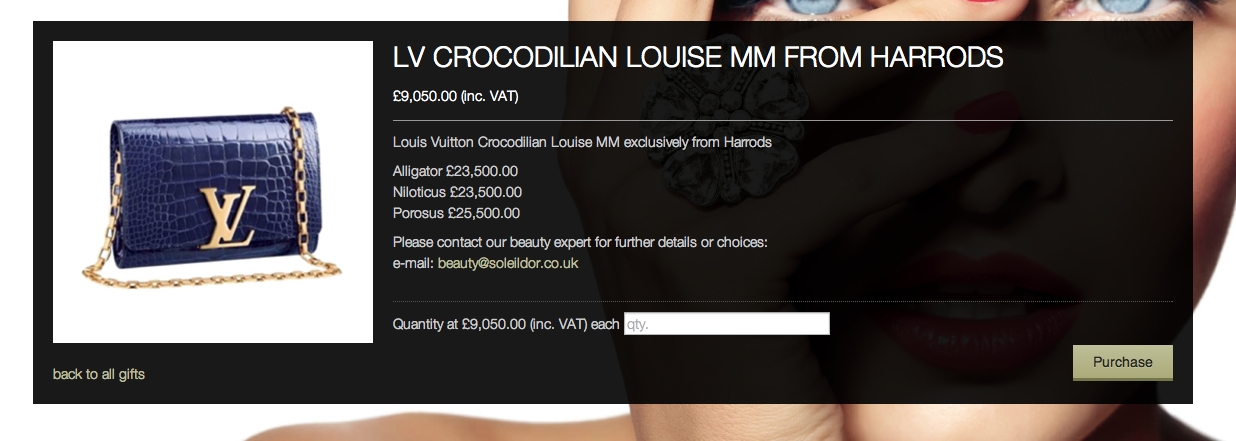 LV CROCODILIAN LOUISE MM FROM HARRODS
£9,050.00 (inc. VAT)
Louis Vuitton Crocodilian Louise MM exclusively from Harrods
Alligator £23,500.00
Niloticus £23,500.00
Porosus £25,500.00
Please contact our beauty expert for further details or choices:
e-mail: beauty@soleildor.co.uk
LV
Quantity at £9,050.00 (inc. VAT) each qty.
Purchase
back to all gifts